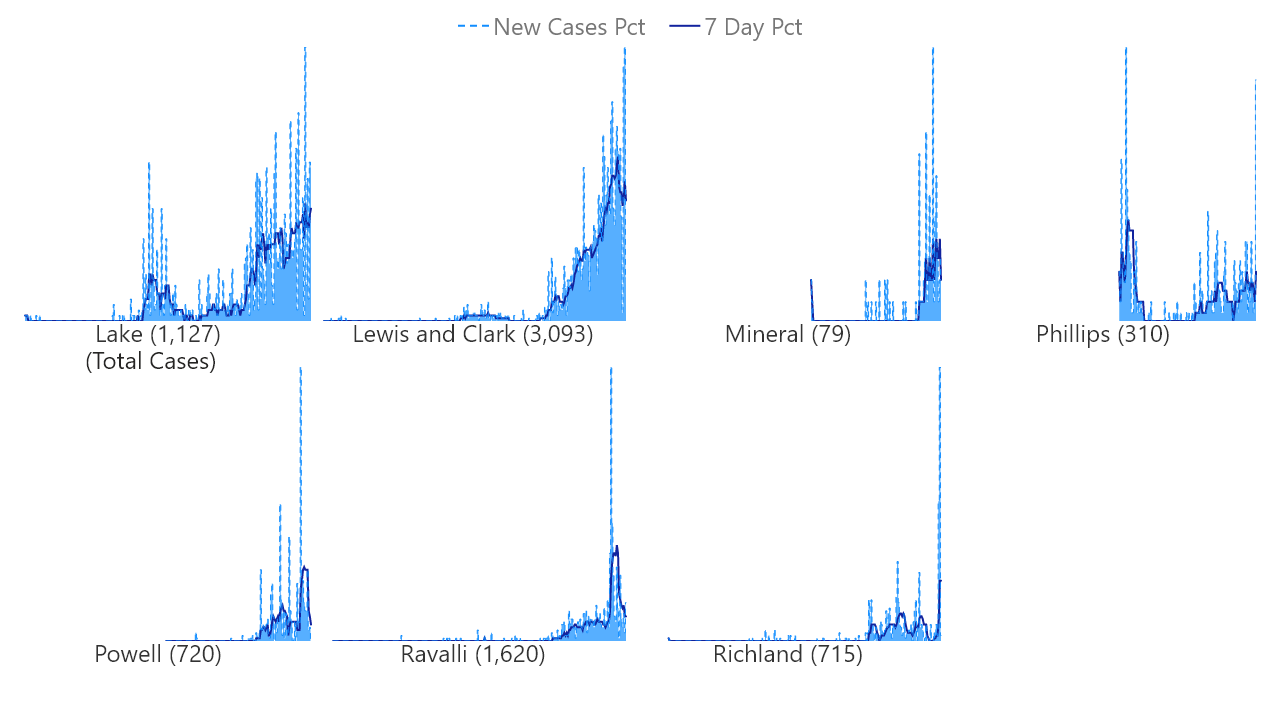 New Cases Pct 7 Day Pct
Lake (1,127) Lewis and Clark (3,093) Mineral (79) Phillips (310)
(Total Cases)
Powell (720) Ravalli (1,620) Richland (715)